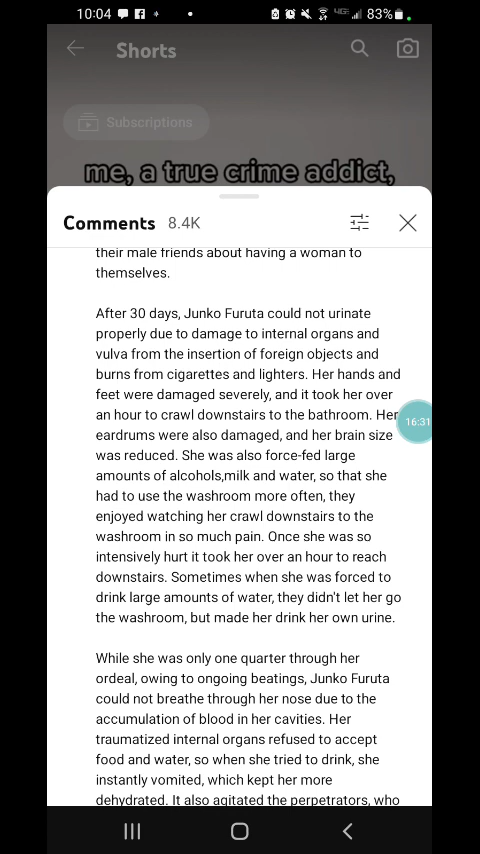 10:04
83%
Shorts
Subscriptions
me, a true crime addict,
Comments 8.4K
their male friends about having a woman to
themselves.
After 30 days, Junko Furuta could not urinate
properly due to damage to internal organs and
vulva from the insertion of foreign objects and
burns from cigarettes and lighters. Her hands and
feet were damaged severely, and it took her over
an hour to crawl downstairs to the bathroom. Her
16:31
eardrums were also damaged, and her brain size
was reduced. She was also force-fed large
amounts of alcohols,milk and water, so that she
had to use the washroom more often, they
enjoyed watching her crawl downstairs to the
washroom in so much pain. Once she was so
intensively hurt it took her over an hour to reach
downstairs. Sometimes when she was forced to
drink large amounts of water, they didn't let her go
the washroom, but made her drink her own urine.
While she was only one quarter through her
ordeal, owing to ongoing beatings, Junko Furuta
could not breathe through her nose due to the
accumulation of blood in her cavities. Her
traumatized internal organs refused to accept
food and water, so when she tried to drink, she
instantly vomited, which kept her more
dehydrated. It also agitated the perpetrators, who